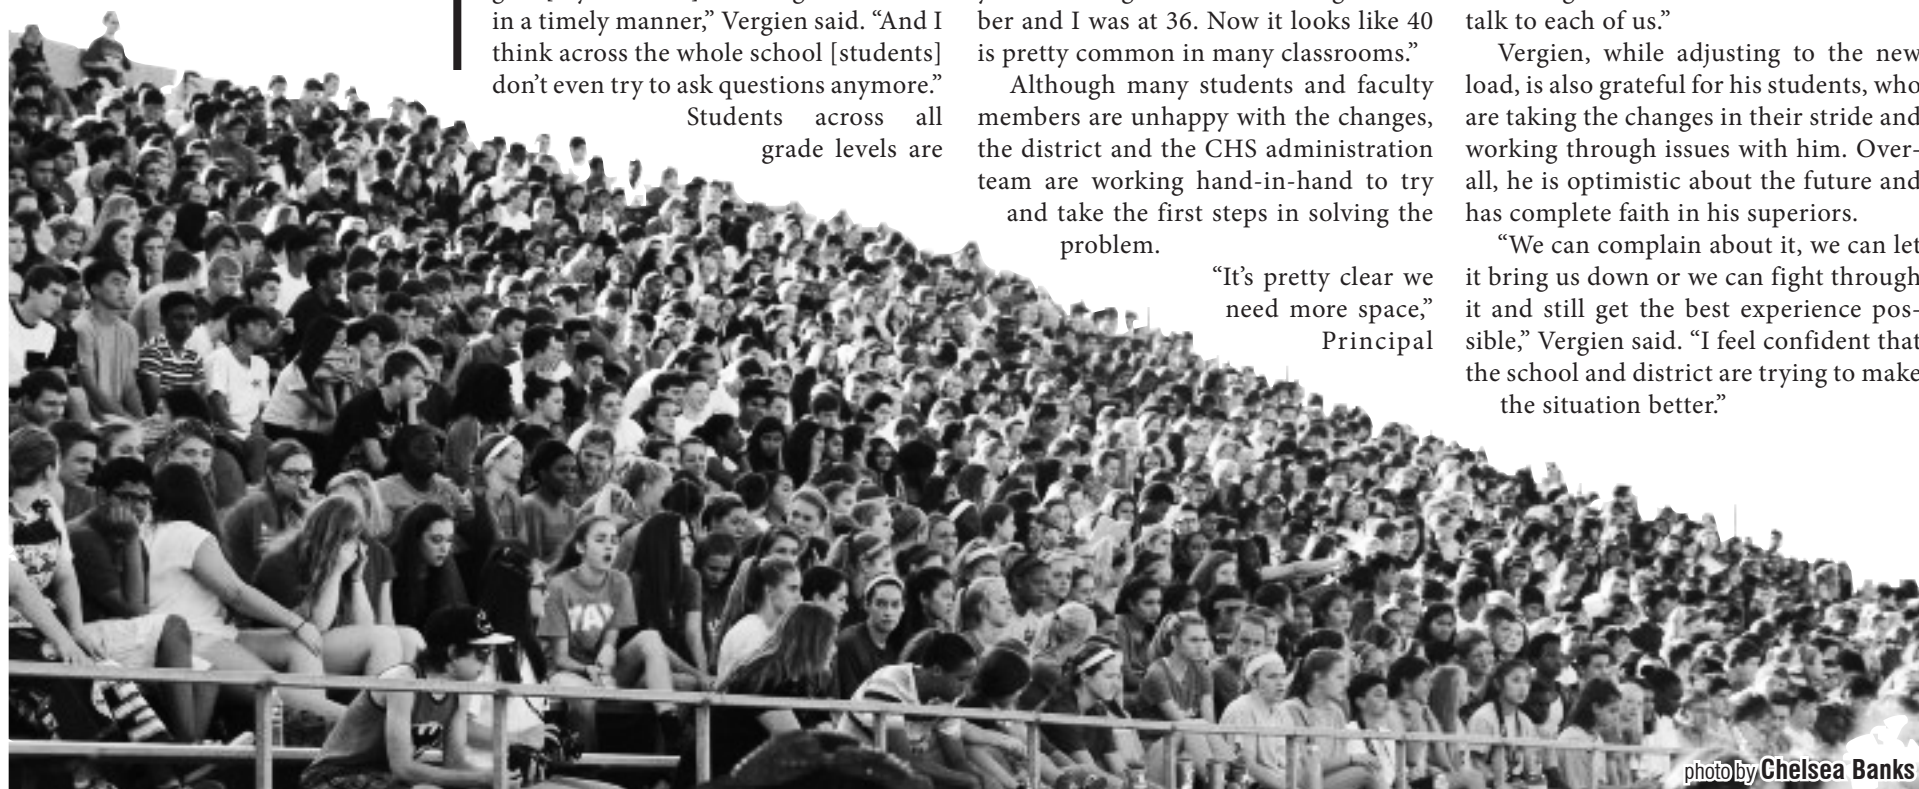 in a timely manner,” Vergien said. “And I
think across the whole school [students]
don’t even try to ask questions anymore.”
Students across all
grade levels are
ber and I was at 36. Now it looks like 40
is pretty common in many classrooms.”
Although many students and faculty
members are unhappy with the changes,
the district and the CHS administration
team are working hand-in-hand to try
and take the first steps in solving the
problem.
“It’s pretty clear we
need more space,”
Principal
talk to each of us.”
Vergien, while adjusting to the new
load, is also grateful for his students, who
are taking the changes in their stride and
working through issues with him. Over-
all, he is optimistic about the future and
has complete faith in his superiors.
“We can complain about it, we can let
it bring us down or we can fight through
it and still get the best experience pos-
sible,” Vergien said. “I feel confident that
the school and district are trying to make
the situation better.”
YAY
photo by Chelsea Banks